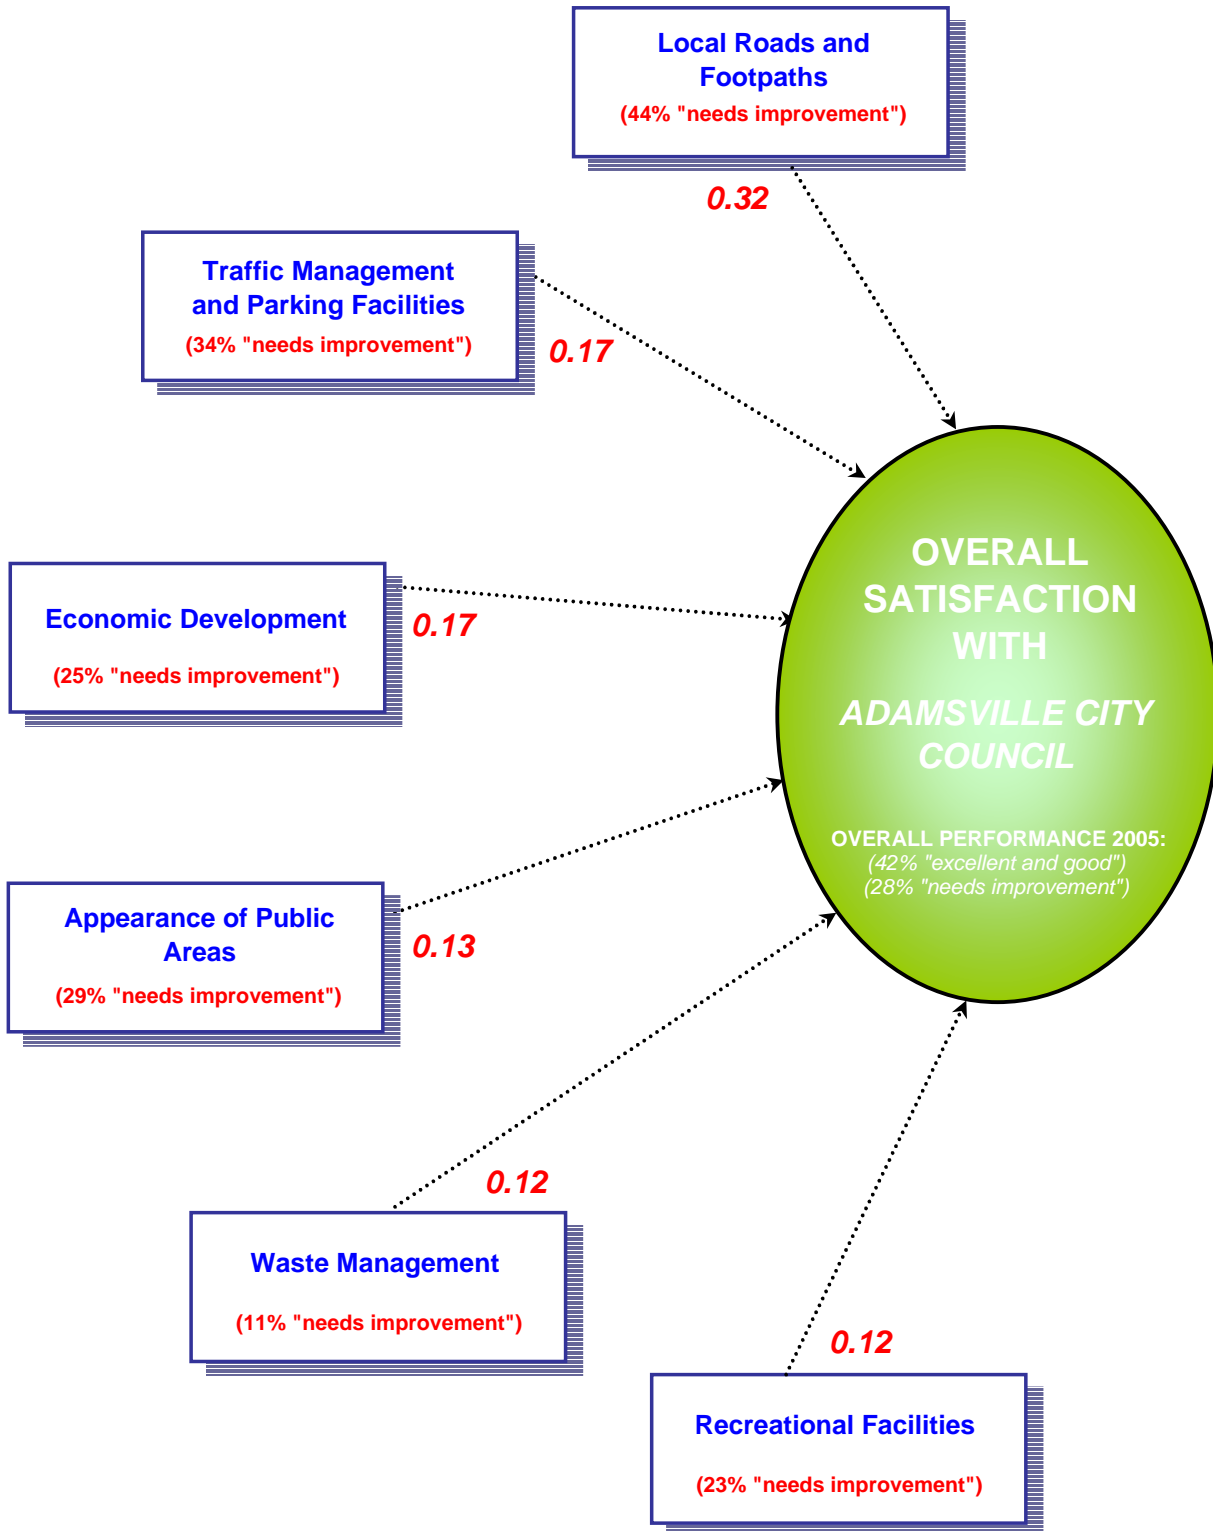 Local Roads and
Footpaths
(44% "needs improvement")
0.32
Traffic Management
and Parking Facilities
(34% "needs improvement")
0.17
Economic Development
(25% "needs improvement")
0.17
OVERALL
SATISFACTION
WITH
ADAMSVILLE CITY
COUNCIL
OVERALL PERFORMANCE 2005:
(42% "excellent and good")
(28% "needs improvement")
Appearance of Public
Areas
(29% "needs improvement")
0.13
0.12
Waste Management
(11% "needs improvement")
0.12
Recreational Facilities
(23% "needs improvement")